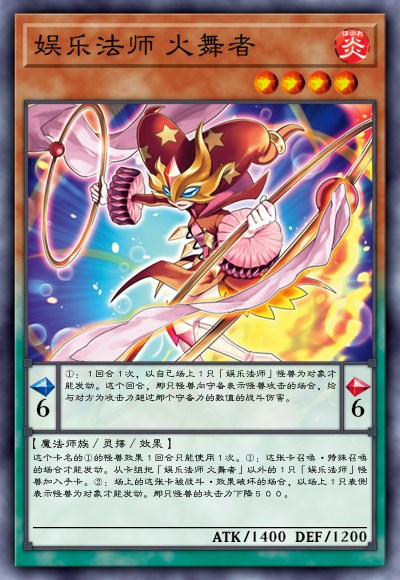 娱乐法师 火舞者
ほのお
炎
①：1回合1次，以自己场上1只「娱乐法师」怪兽为对象才
能发动。这个回合，那只怪兽向守备表示怪兽攻击的场合，给
与对方为攻击力超过那个守备力的数值的战斗伤害。
6
6
【魔法师族／灵摆／效果】
这个卡名的①的怪兽效果1回合只能使用1次。①：这张卡召唤·特殊召唤
的场合才能发动。从卡组把「娱乐法师 火舞者」以外的1只「娱乐法师」怪
兽加入手卡。②：场上的这张卡被战斗·效果破坏的场合，以场上1只表侧
表示怪兽为对象才能发动。那只怪兽的攻击力下降５００。
ATK/1400 DEF/1200